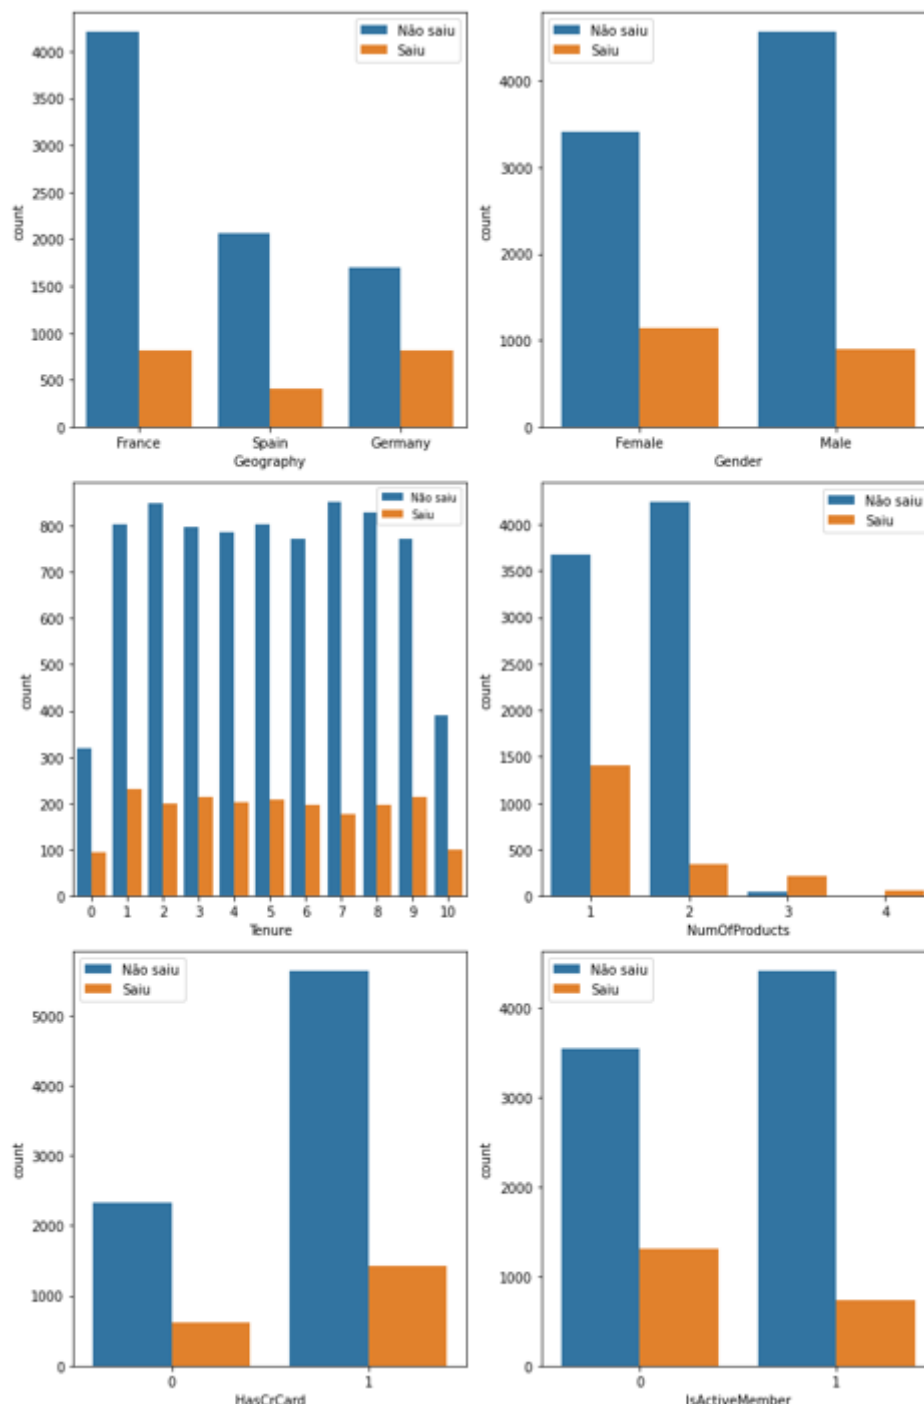 Não saiu
Saiu
4000
3500
3000
2500
2000
1500
1000
500
0
count
France Spain Germany
Geography
Não saiu
Saiu
4000
3000
2000
1000
0
count
Female Male
Gender
Não saiu
Saiu
800
700
600
500
400
300
200
100
0
count
0 1 2 3 4 5 6 7 8 9 10
Tenure
Não saiu
Saiu
4000
3500
3000
2500
2000
1500
1000
500
0
count
1 2 3 4
NumOfProducts
Não saiu
Saiu
5000
4000
3000
2000
1000
0
count
0 1
HasCrCard
Não saiu
Saiu
4000
3000
2000
1000
0
count
0 1
IsActiveMember